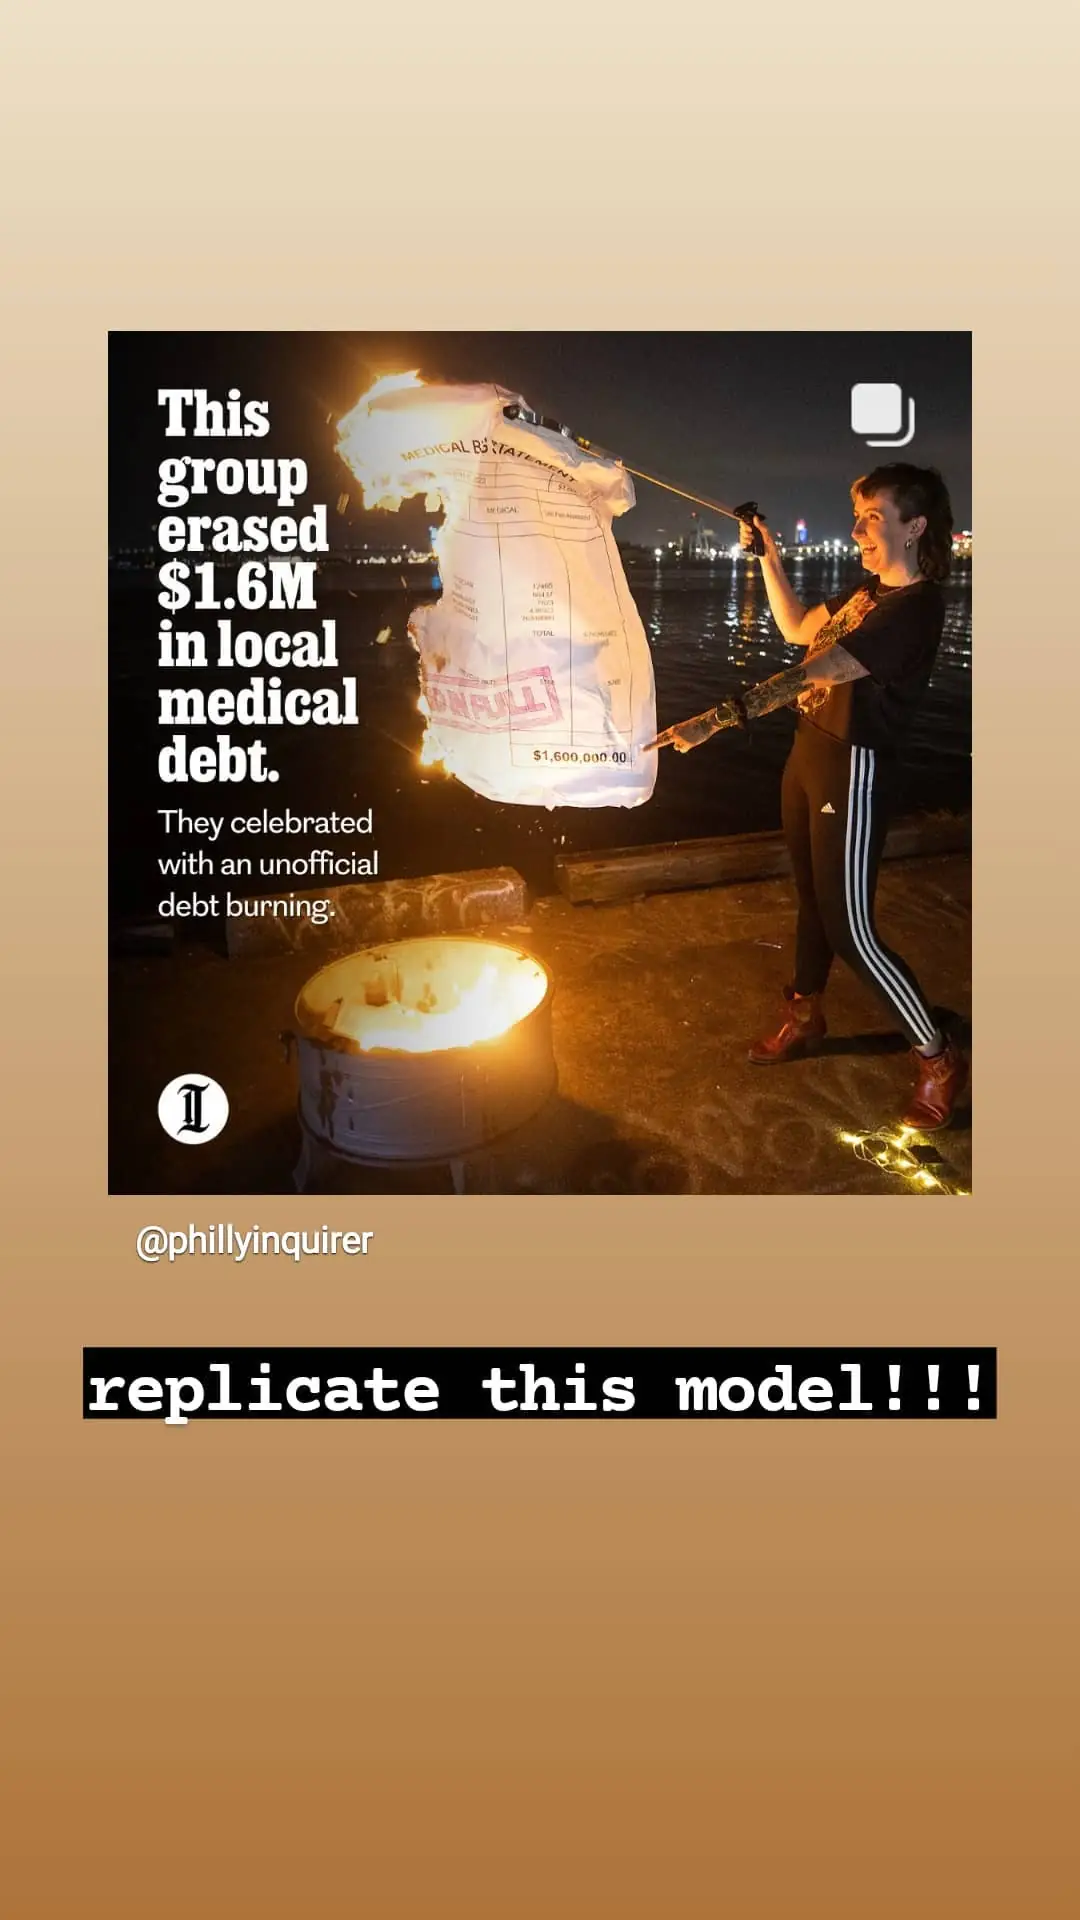 This
group
erased
$1.6M
in local
medical
debt.
They celebrated
with an unofficial
debt burning.
MEDICAL
STATEMENT
MEDICAL
TOTAL
$1,600,000.00
I
@phillyinquirer
replicate this model!!!